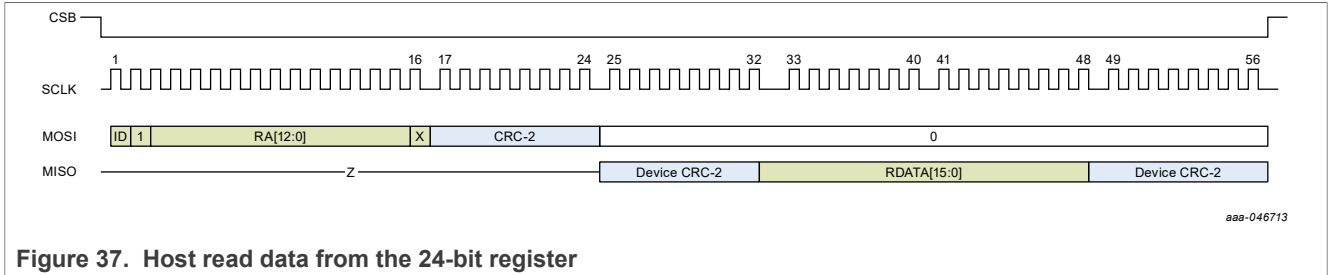 CSB
1 16 17 24 25 32 33 40 41 48 49 56
SCLK
MOSI ID 1 RA[12:0] X CRC-2 0
MISO Z Device CRC-2 RDATA[15:0] Device CRC-2
aaa-046713
Figure 37. Host read data from the 24-bit register